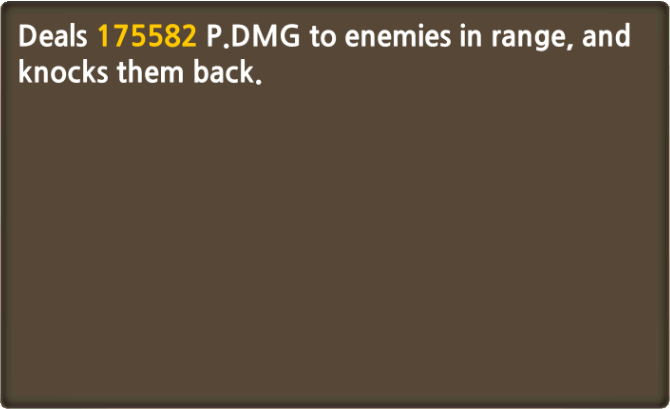 Deals 175582 P.DMG to enemies in range, and
knocks them back.